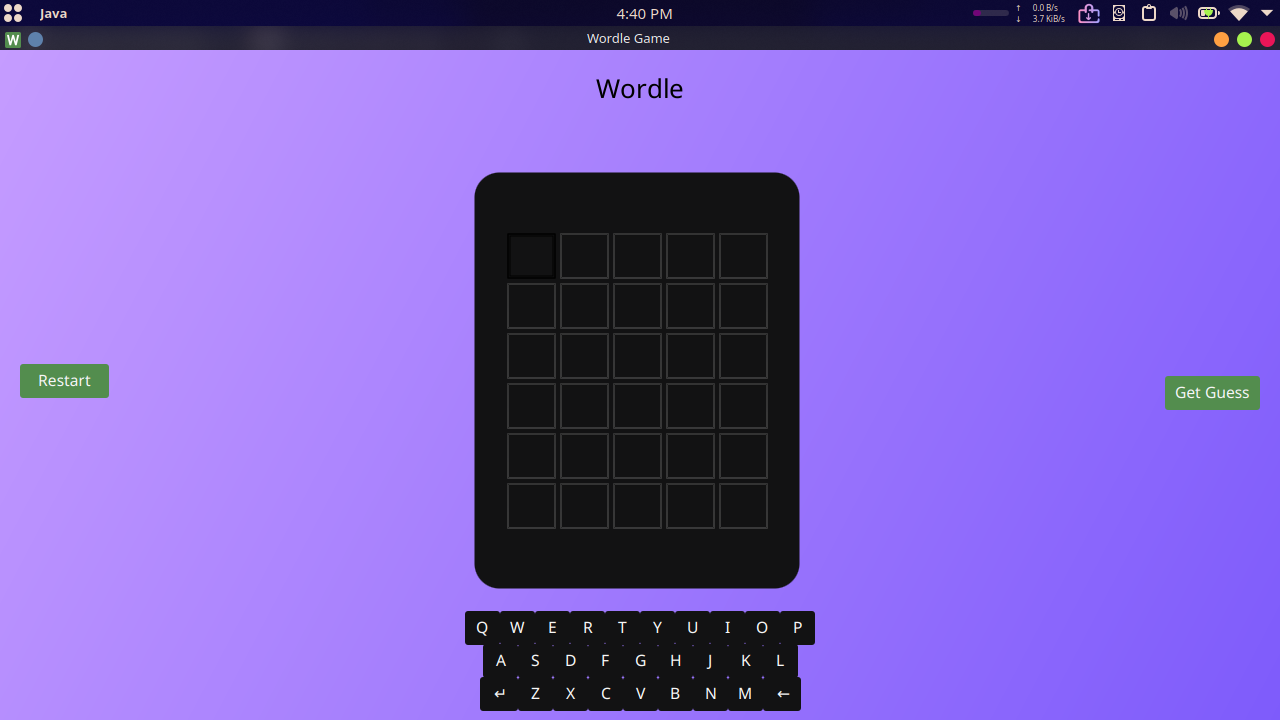 Java
4:40 PM
↑ 0.0 B/s
↓ 3.7 KiB/s
W
Wordle Game
Wordle
Restart
Get Guess
Q W E R T Y U I O P
A S D F G H J K L
↵ Z X C V B N M ←